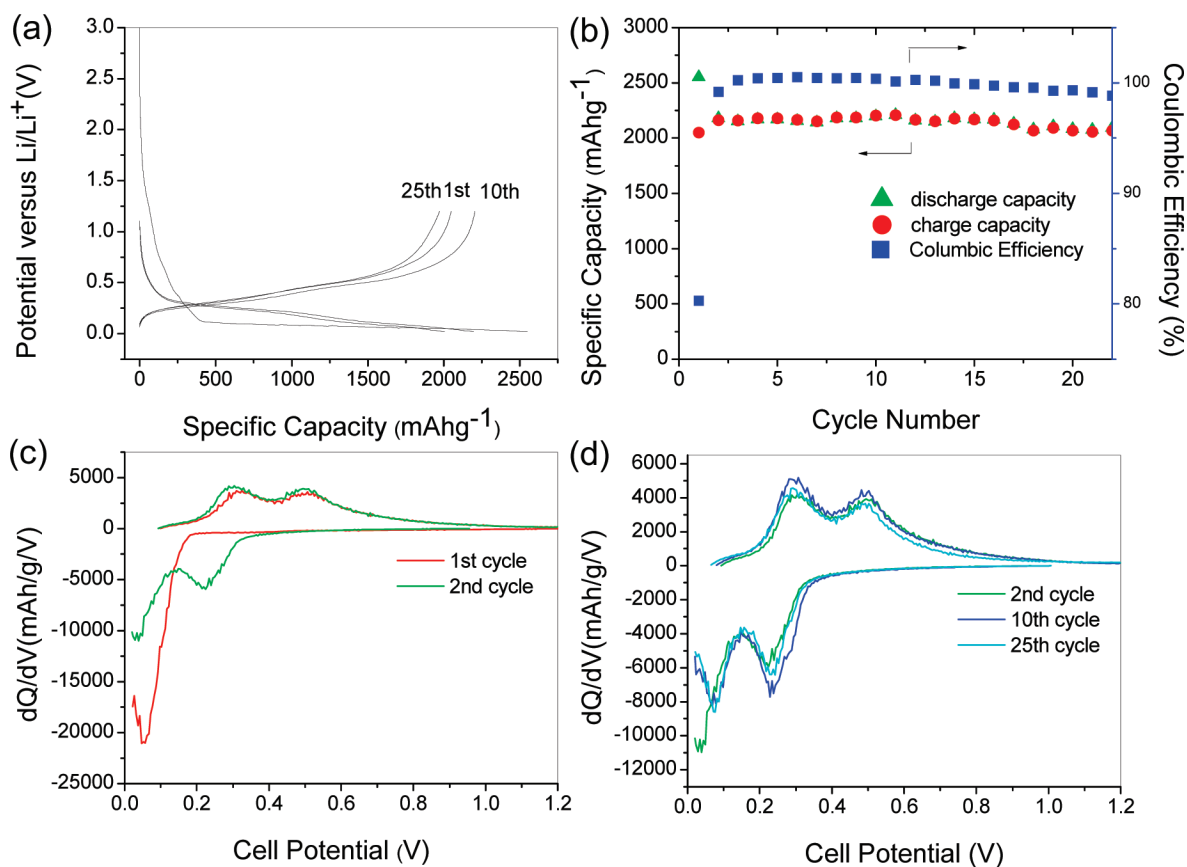 (a)
3.0
2.5
2.0
1.5
1.0
0.5
0.0
Potential versus Li/Li+(V)
25th 1st 10th
0 500 1000 1500 2000 2500
Specific Capacity (mAhg-1)
(b)
3000
2500
2000
1500
1000
500
0
Specific Capacity (mAhg-1)
100
90
80
Coulombic Efficiency (%)
discharge capacity
charge capacity
Columbic Efficiency
0 5 10 15 20
Cycle Number
(c)
5000
0
-5000
-10000
-15000
-20000
-25000
dQ/dV(mAh/g/V)
1st cycle
2nd cycle
0.0 0.2 0.4 0.6 0.8 1.0 1.2
Cell Potential (V)
(d)
6000
4000
2000
0
-2000
-4000
-6000
-8000
-10000
-12000
dQ/dV(mAh/g/V)
2nd cycle
10th cycle
25th cycle
0.0 0.2 0.4 0.6 0.8 1.0 1.2
Cell Potential (V)